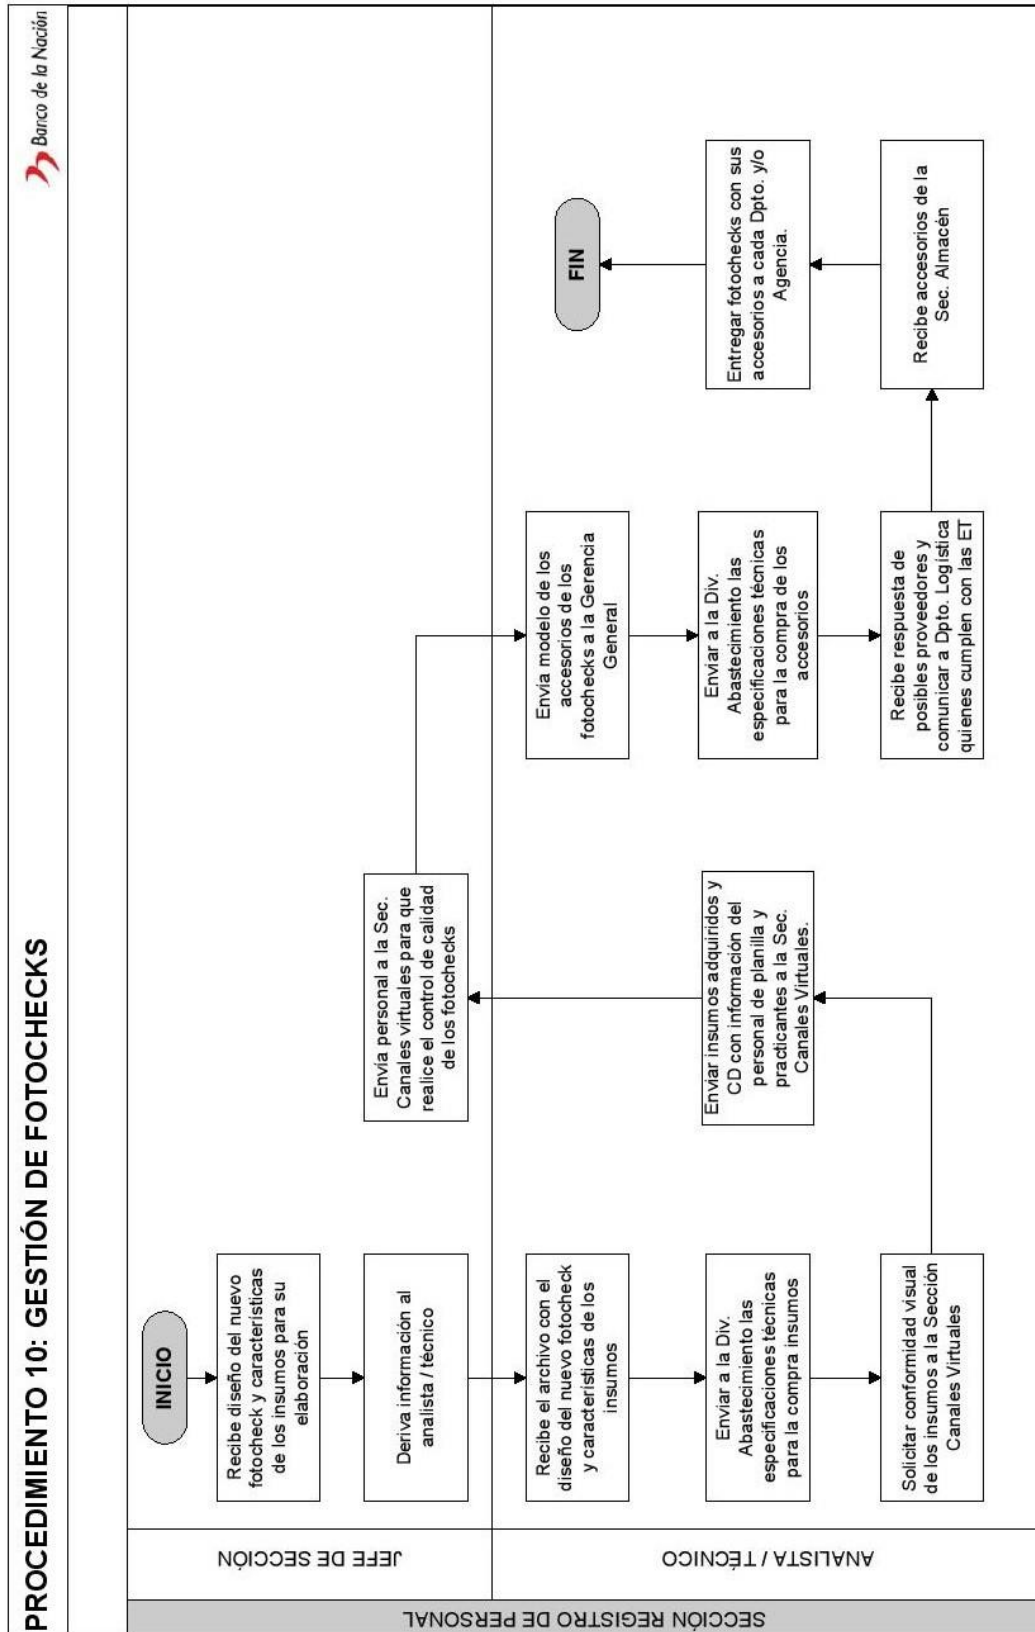 PROCEDIMIENTO 10: GESTIÓN DE FOTOCHECKS
Banco de la Nación
SECCIÓN REGISTRO DE PERSONAL
JEFE DE SECCIÓN
INICIO
Recibe diseño del nuevo
fotocheck y características
de los insumos para su
elaboración
Deriva información al
analista / técnico
Envía personal a la Sec.
Canales virtuales para que
realice el control de calidad
de los fotochecks
ANALISTA / TÉCNICO
Recibe el archivo con el
diseño del nuevo fotocheck
y características de los
insumos
Enviar a la Div.
Abastecimiento las
especificaciones técnicas
para la compra insumos
Solicitar conformidad visual
de los insumos a la Sección
Canales Virtuales
Enviar insumos adquiridos y
CD con información del
personal de planilla y
practicantes a la Sec.
Canales Virtuales.
Envía modelo de los
accesorios de los
fotochecks a la Gerencia
General
Enviar a la Div.
Abastecimiento las
especificaciones técnicas
para la compra de los
accesorios
Recibe respuesta de
posibles proveedores y
comunicar a Dpto. Logística
quienes cumplen con las ET
Recibe accesorios de la
Sec. Almacén
Entregar fotochecks con sus
accesorios a cada Dpto. y/o
Agencia.
FIN